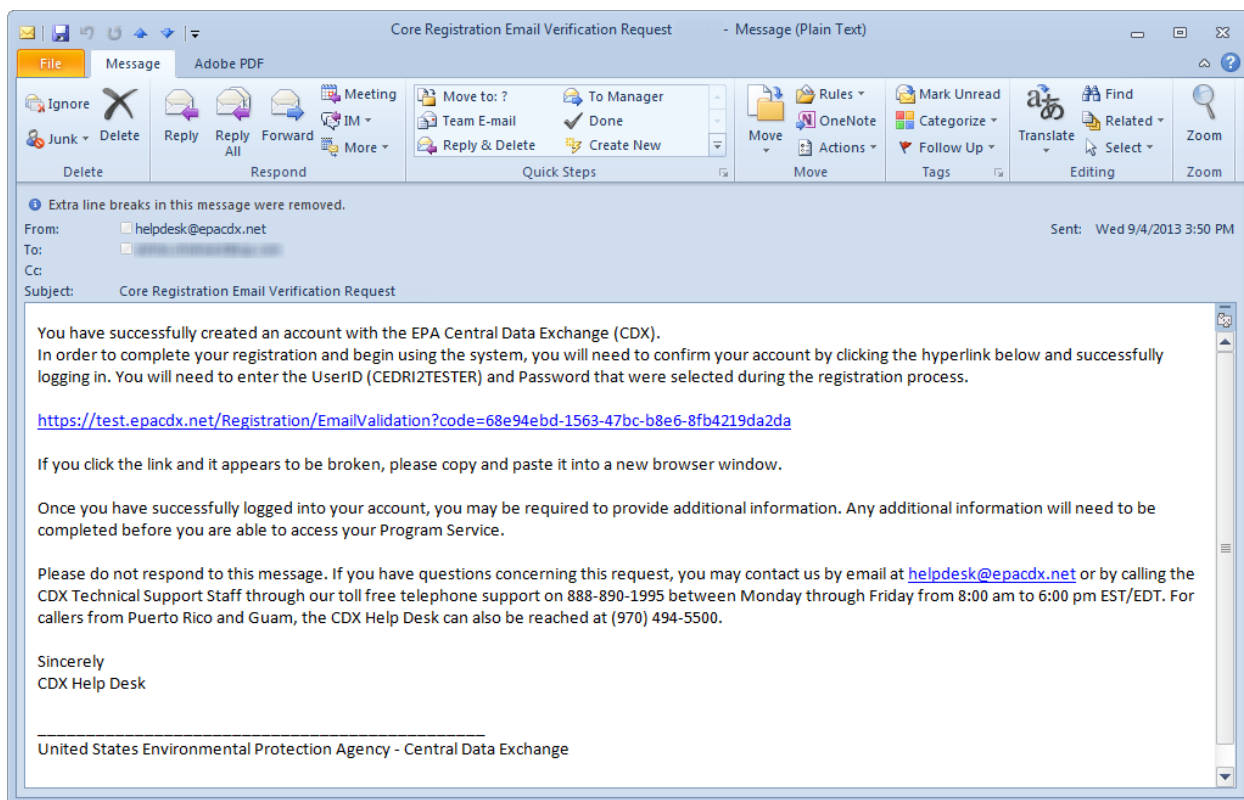 Core Registration Email Verification Request - Message (Plain Text)
File Message Adobe PDF
Ignore
Junk
Delete
Reply
Reply All
Forward
Meeting
IM
More
Move to: ?
Team E-mail
Reply & Delete
To Manager
Done
Create New
Move
Rules
OneNote
Actions
Mark Unread
Categorize
Follow Up
Translate
Find
Related
Select
Zoom
Delete Respond Quick Steps Move Tags Editing Zoom
Extra line breaks in this message were removed.
From: helpdesk@epacdx.net Sent: Wed 9/4/2013 3:50 PM
To:
Cc:
Subject: Core Registration Email Verification Request
You have successfully created an account with the EPA Central Data Exchange (CDX).
In order to complete your registration and begin using the system, you will need to confirm your account by clicking the hyperlink below and successfully
logging in. You will need to enter the UserID (CEDRI2TESTER) and Password that were selected during the registration process.
https://test.epacdx.net/Registration/EmailValidation?code=68e94ebd-1563-47bc-b8e6-8fb4219da2da
If you click the link and it appears to be broken, please copy and paste it into a new browser window.
Once you have successfully logged into your account, you may be required to provide additional information. Any additional information will need to be
completed before you are able to access your Program Service.
Please do not respond to this message. If you have questions concerning this request, you may contact us by email at helpdesk@epacdx.net or by calling the
CDX Technical Support Staff through our toll free telephone support on 888-890-1995 between Monday through Friday from 8:00 am to 6:00 pm EST/EDT. For
callers from Puerto Rico and Guam, the CDX Help Desk can also be reached at (970) 494-5500.
Sincerely
CDX Help Desk
United States Environmental Protection Agency - Central Data Exchange